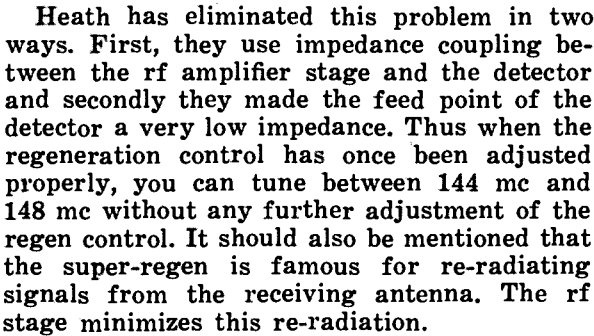 Heath has eliminated this problem in two
ways. First, they use impedance coupling be-
tween the rf amplifier stage and the detector
and secondly they made the feed point of the
detector a very low impedance. Thus when the
regeneration control has once been adjusted
properly, you can tune between 144 mc and
148 mc without any further adjustment of the
regen control. It should also be mentioned that
the super-regen is famous for re-radiating
signals from the receiving antenna. The rf
stage minimizes this re-radiation.